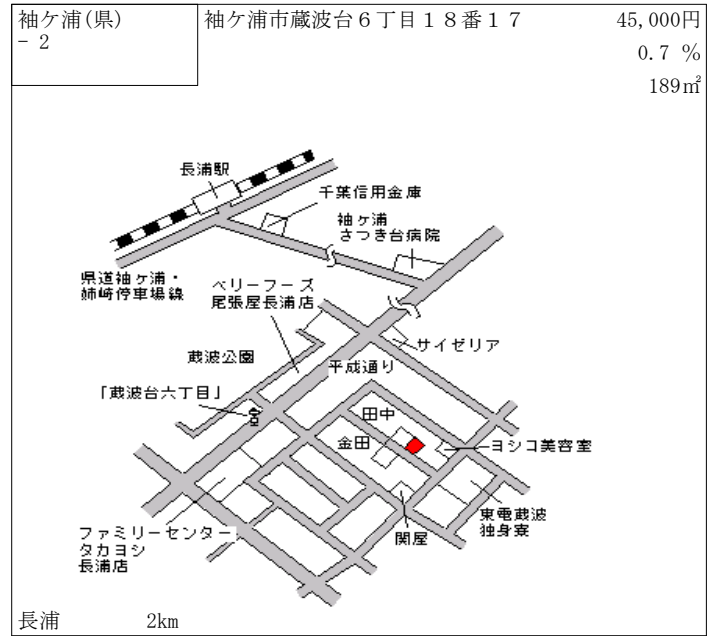 袖ケ浦(県)
－2
袖ケ浦市蔵波台６丁目１８番１７
45,000円
0.7 %
189㎡
長浦駅
千葉信用金庫
袖ケ浦
さつき台病院
県道袖ヶ浦・
姉崎停車場線
ベリーフーズ
尾張屋長浦店
サイゼリア
蔵波公園
平成通り
「蔵波台六丁目」
田中
金田
ヨシコ美容室
東電蔵波
独身寮
関屋
ファミリーセンター
タカヨシ
長浦店
長浦
2km